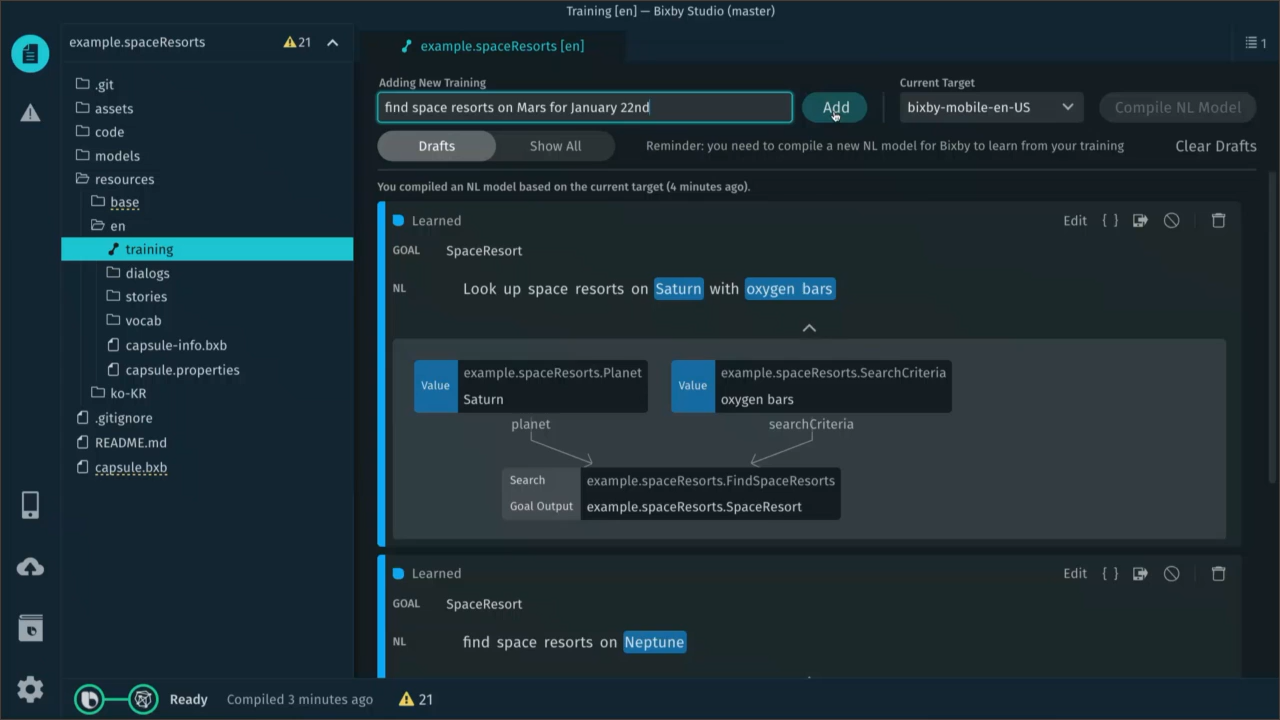 Training [en] — Bixby Studio (master)
example.spaceResorts
21
example.spaceResorts [en]
1
.git
assets
code
models
resources
base
en
training
dialogs
stories
vocab
capsule-info.bxb
capsule.properties
ko-KR
.gitignore
README.md
capsule.bxb
Adding New Training
Current Target
find space resorts on Mars for January 22nd
Add
bixby-mobile-en-US
Compile NL Model
Drafts
Show All
Reminder: you need to compile a new NL model for Bixby to learn from your training
Clear Drafts
You compiled an NL model based on the current target (4 minutes ago).
Learned
Edit { }
GOAL SpaceResort
NL Look up space resorts on Saturn with oxygen bars
Value
example.spaceResorts.Planet
Saturn
Value
example.spaceResorts.SearchCriteria
oxygen bars
planet
searchCriteria
Search example.spaceResorts.FindSpaceResorts
Goal Output example.spaceResorts.SpaceResort
Learned
Edit { }
GOAL SpaceResort
NL find space resorts on Neptune
Ready Compiled 3 minutes ago 21